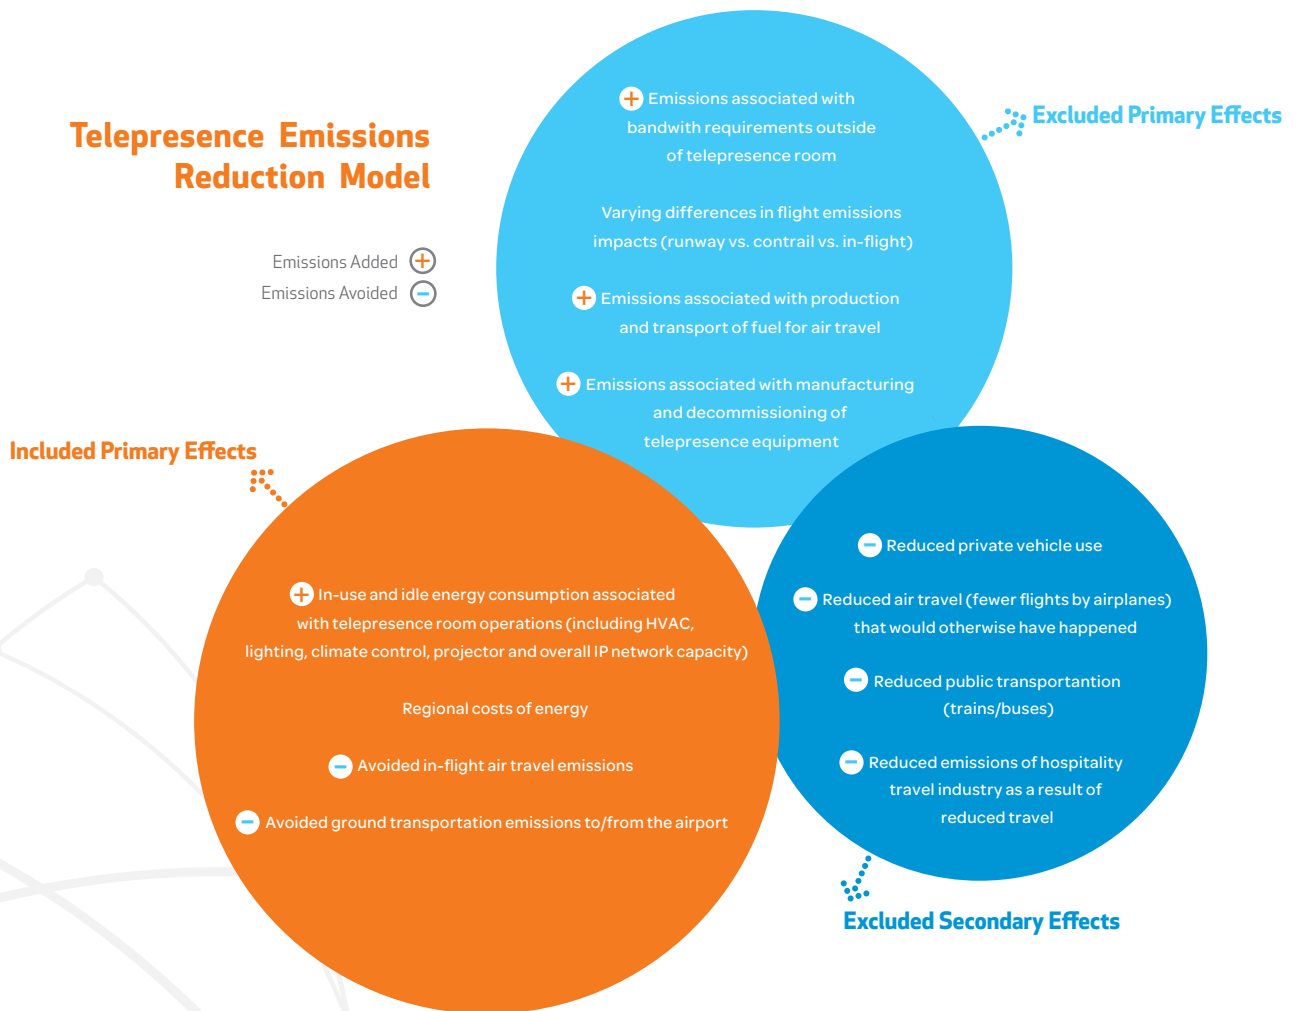 Telepresence Emissions
Reduction Model
Emissions Added +
Emissions Avoided −
+ Emissions associated with
bandwith requirements outside
of telepresence room
Varying differences in flight emissions
impacts (runway vs. contrail vs. in-flight)
+ Emissions associated with production
and transport of fuel for air travel
+ Emissions associated with manufacturing
and decommissioning of
telepresence equipment
Excluded Primary Effects
Included Primary Effects
+ In-use and idle energy consumption associated
with telepresence room operations (including HVAC,
lighting, climate control, projector and overall IP network capacity)
Regional costs of energy
− Avoided in-flight air travel emissions
− Avoided ground transportation emissions to/from the airport
− Reduced private vehicle use
− Reduced air travel (fewer flights by airplanes)
that would otherwise have happened
− Reduced public transportantion
(trains/buses)
− Reduced emissions of hospitality
travel industry as a result of
reduced travel
Excluded Secondary Effects